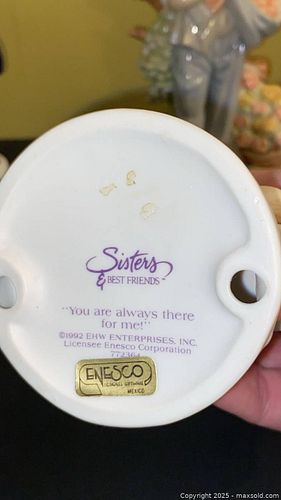 Sisters
& BEST FRIENDS™
"You are always there
for me!"
©1992 EHW ENTERPRISES, INC.
Licensee Enesco Corporation
772364
ENESCO
MEXICO
Copyright 2025 - maxsold.com